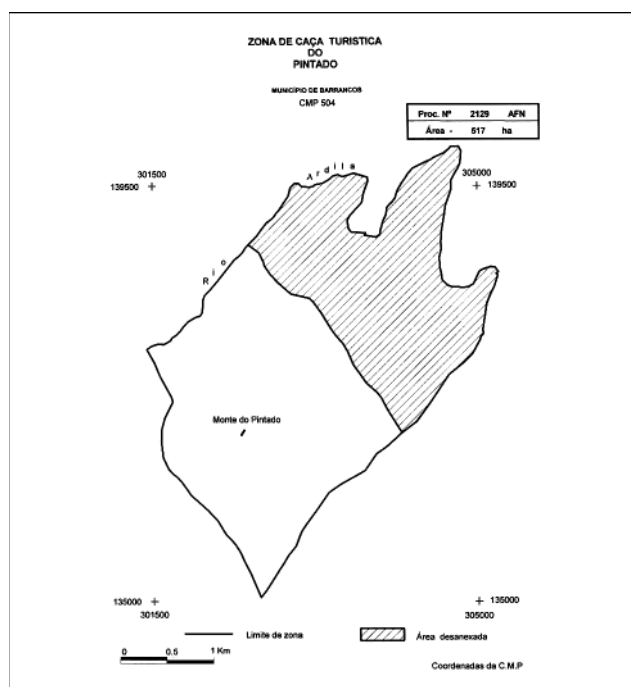 ZONA DE CAÇA TURISTICA
DO
PINTADO
MUNICÍPIO DE BARRANCOS
CMP 504
Proc. Nº 2129 AFN
Área - 517 ha
301500
139500
305000
139500
Rio Ardila
Monte do Pintado
135000
301500
135000
305000
Limite de zona
Área desanexada
0 0.5 1 Km
Coordenadas da C.M.P